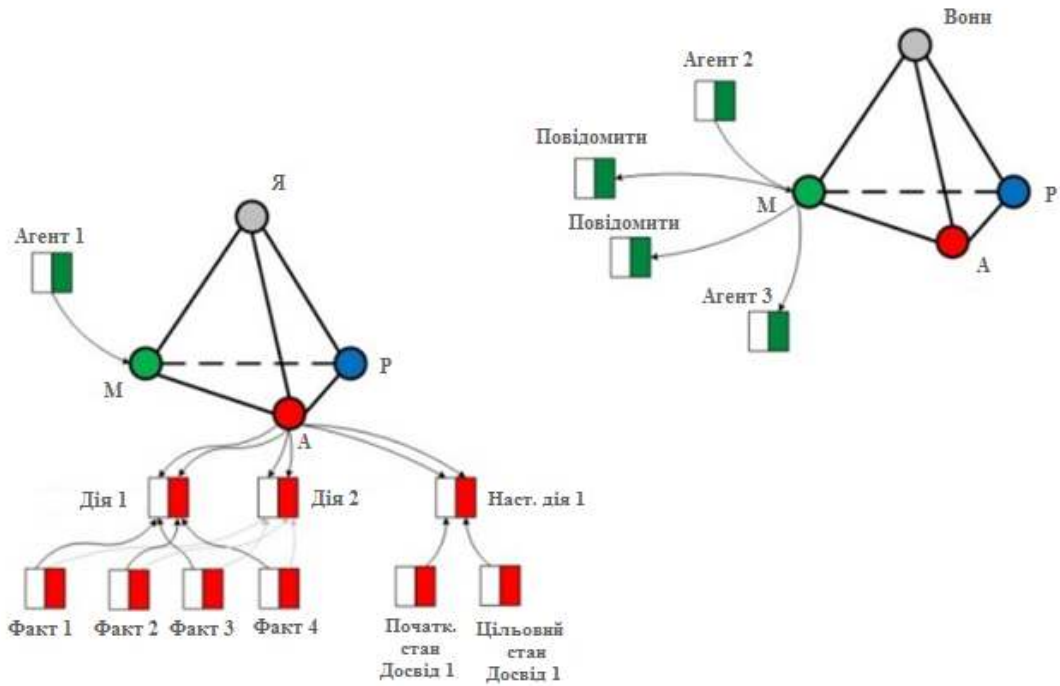 Вони
Агент 2
Повідомити
М
Р
Повідомити
А
Агент 3
Я
Агент 1
М
Р
А
Дія 1
Дія 2
Наст. дія 1
Факт 1
Факт 2
Факт 3
Факт 4
Початк.
стан
Досвід 1
Цільовий
стан
Досвід 1